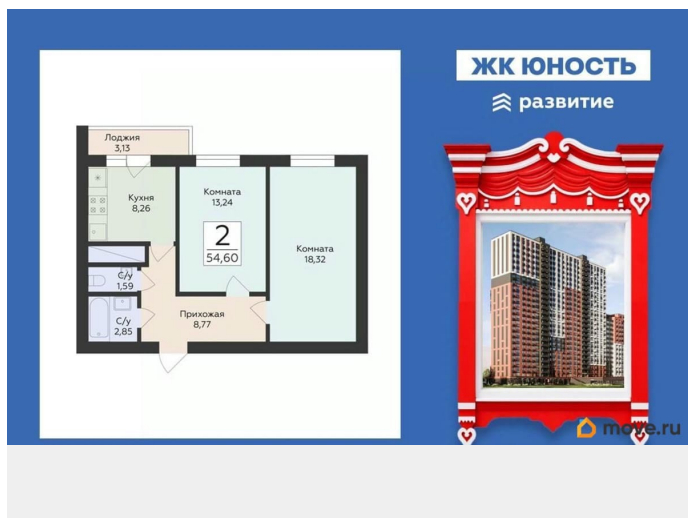 ЖК ЮНОСТЬ
развитие
Лоджия
3,13
Кухня
8,26
Комната
13,24
2
54,60
Комната
18,32
С/у
1,59
С/у
2,85
Прихожая
8,77
move.ru